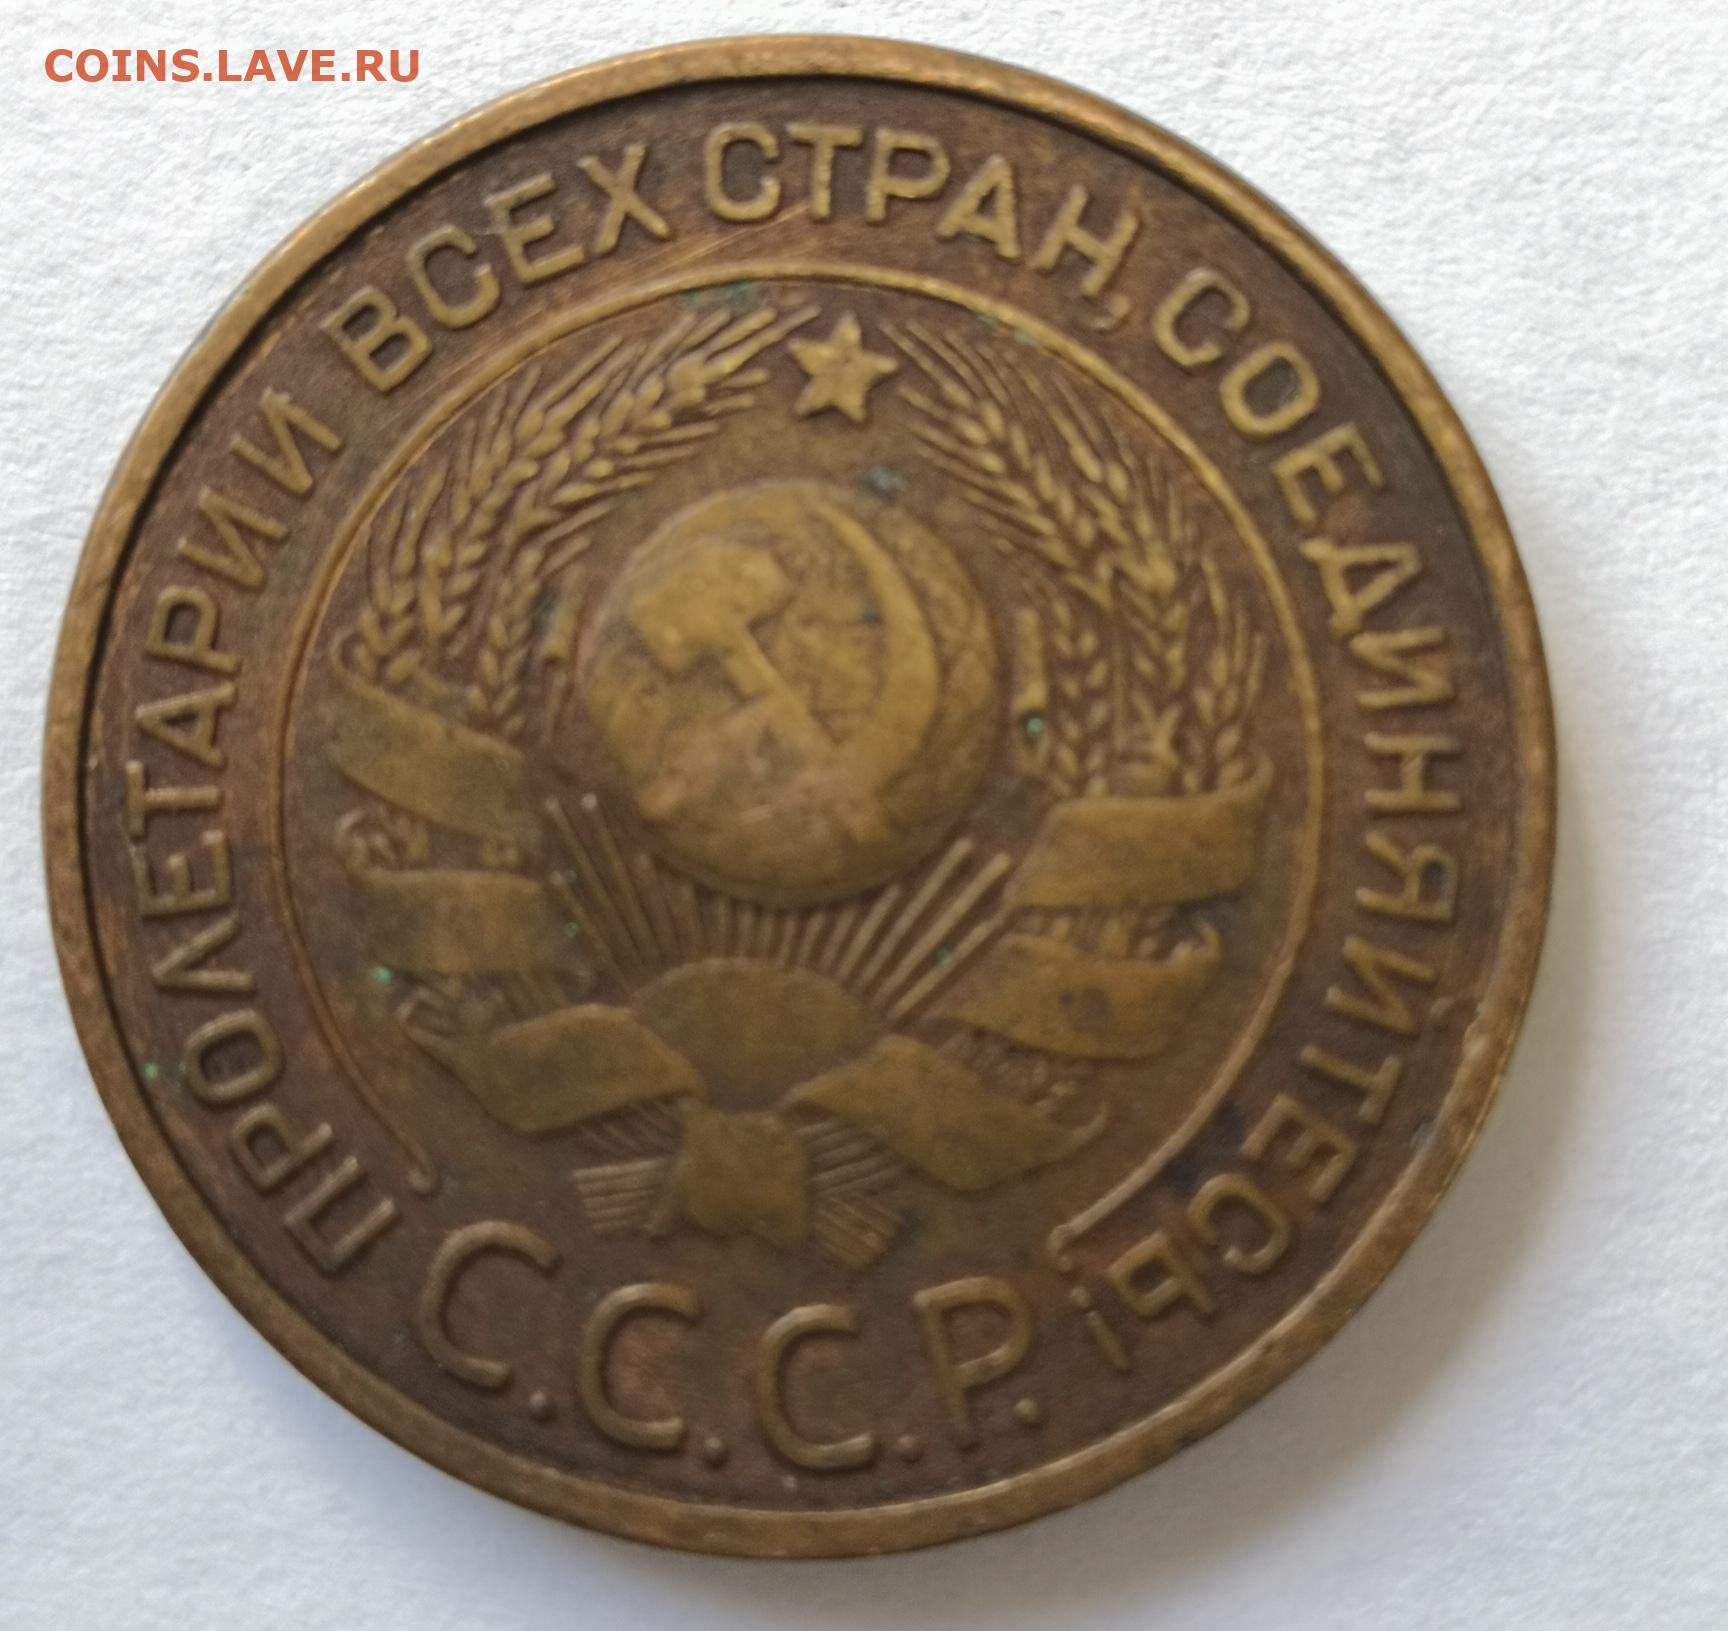 COINS.LAVE.RU
ПРОЛЕТАРИИ ВСЕХ СТРАН, СОЕДИНЯЙТЕСЬ!
С.С.С.Р.